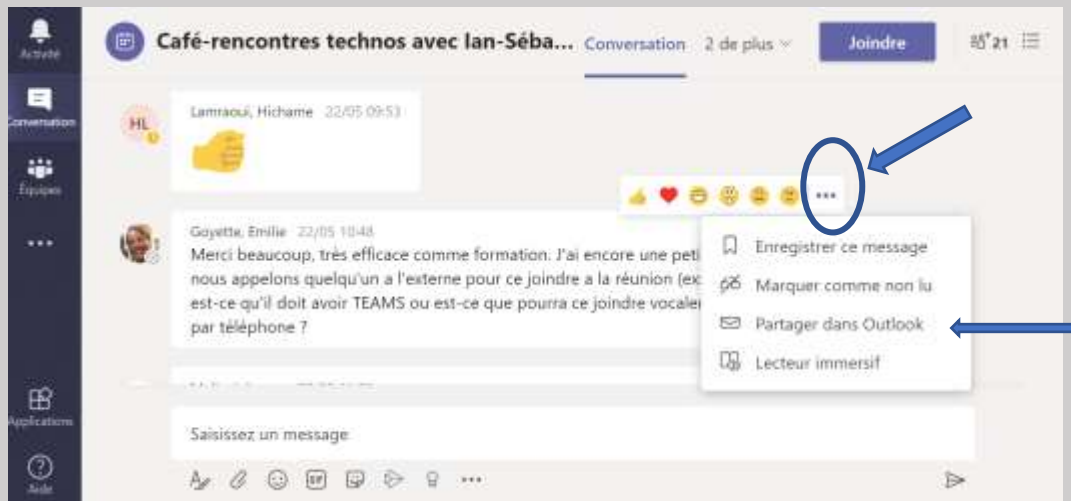 Activité
Conversation
Équipes
Applications
Aide
Café-rencontres technos avec Ian-Séba... Conversation 2 de plus Joindre 21
HL Lamraoui, Hichame 22/05 09:53
Goyette, Emilie 22/05 10:48
Merci beaucoup, très efficace comme formation. J'ai encore une peti
nous appelons quelqu'un a l'externe pour ce joindre a la réunion (ex
est-ce qu'il doit avoir TEAMS ou est-ce que pourra ce joindre vocale
par téléphone ?
Enregistrer ce message
Marquer comme non lu
Partager dans Outlook
Lecteur immersif
Saisissez un message
GIF